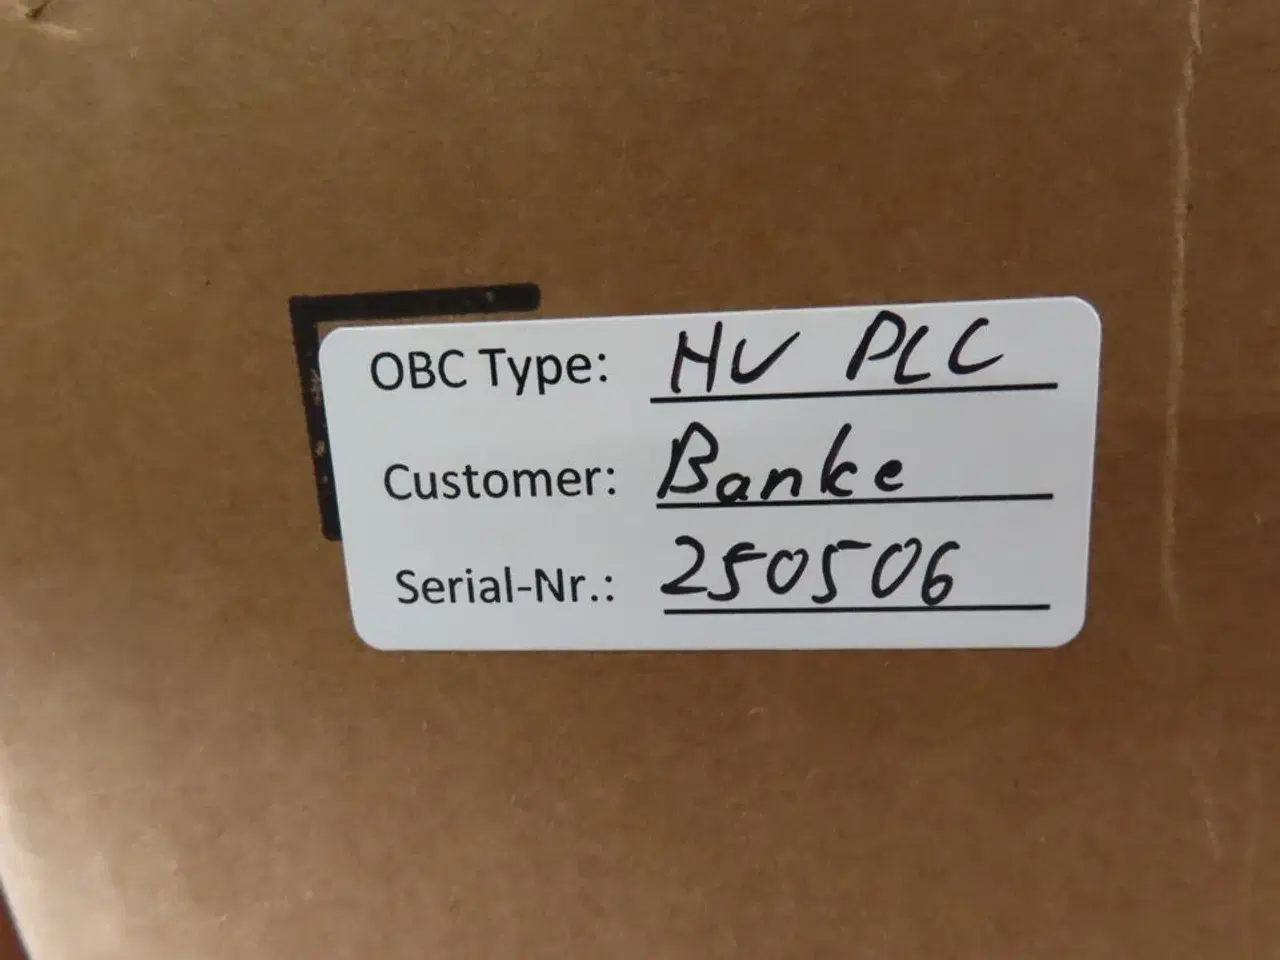 OBC Type: HV PLC
Customer: Banke
Serial-Nr.: 250506